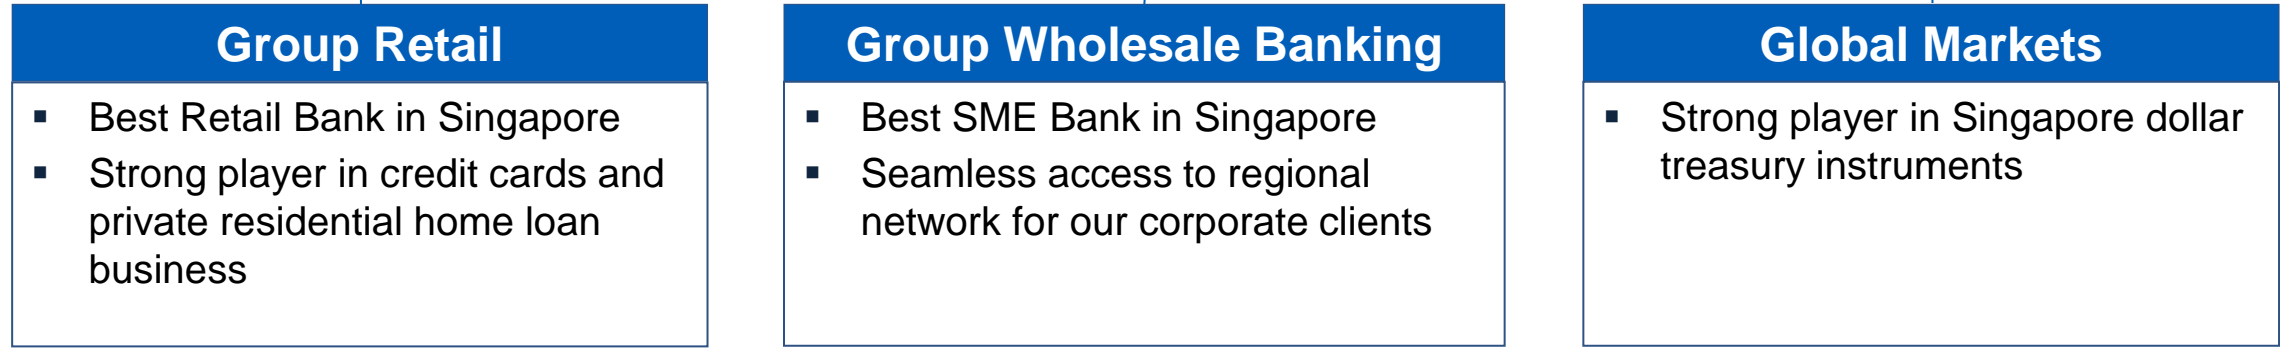 Group Retail
▪ Best Retail Bank in Singapore
▪ Strong player in credit cards and
private residential home loan
business
Group Wholesale Banking
▪ Best SME Bank in Singapore
▪ Seamless access to regional
network for our corporate clients
Global Markets
▪ Strong player in Singapore dollar
treasury instruments